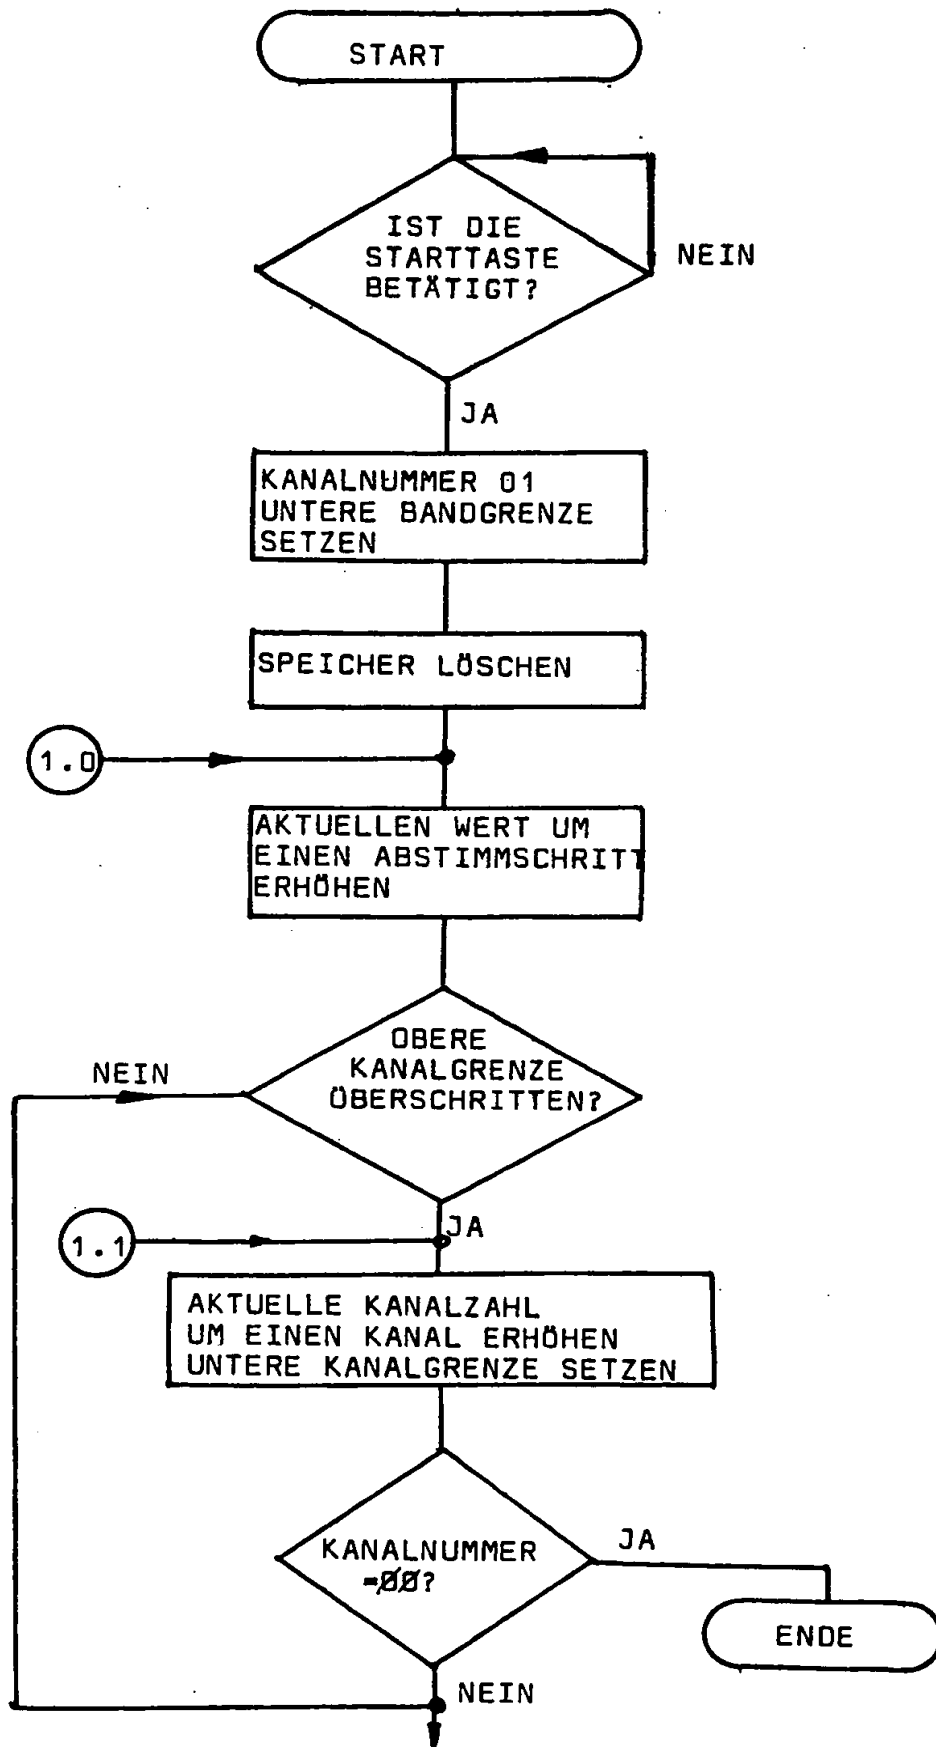 START
IST DIE
STARTTASTE
BETÄTIGT?
NEIN
JA
KANALNUMMER 01
UNTERE BANDGRENZE
SETZEN
SPEICHER LÖSCHEN
1.0
AKTUELLEN WERT UM
EINEN ABSTIMMSCHRITT
ERHÖHEN
OBERE
KANALGRENZE
ÜBERSCHRITTEN?
NEIN
JA
1.1
AKTUELLE KANALZAHL
UM EINEN KANAL ERHÖHEN
UNTERE KANALGRENZE SETZEN
KANALNUMMER
=ØØ?
JA
ENDE
NEIN